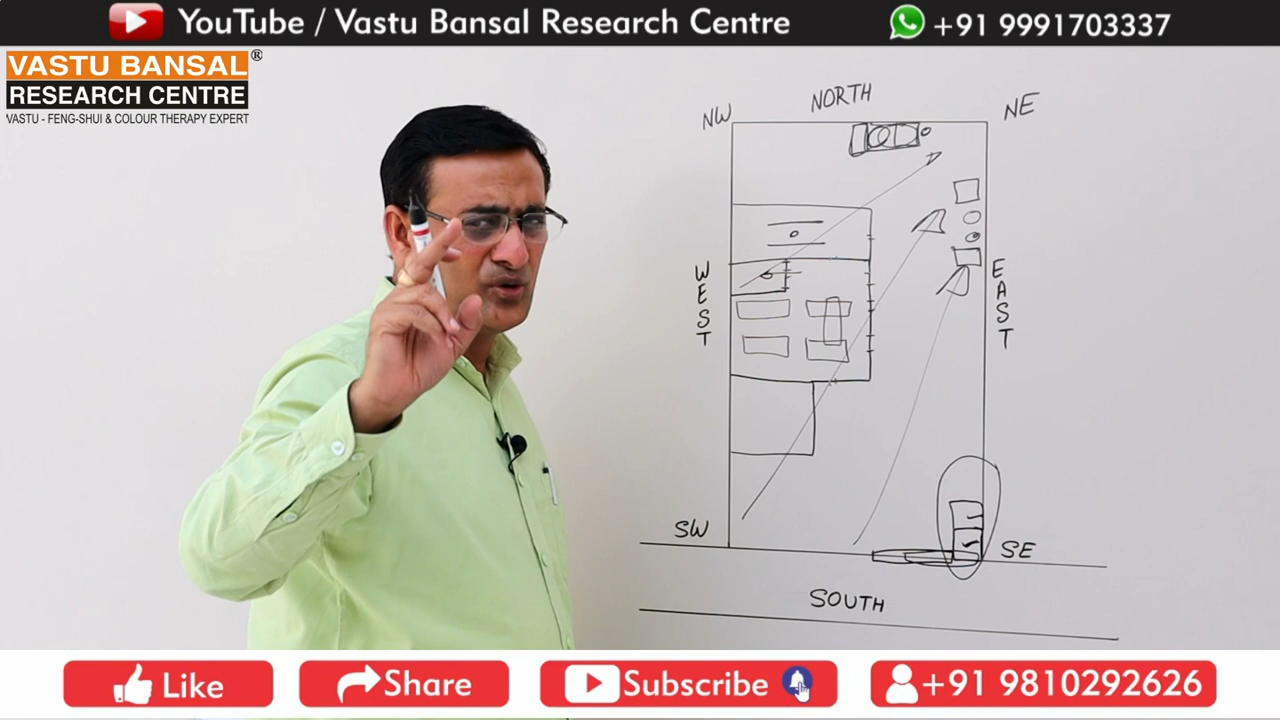 YouTube / Vastu Bansal Research Centre
+91 9991703337
VASTU BANSAL®
RESEARCH CENTRE
VASTU - FENG-SHUI & COLOUR THERAPY EXPERT
NW
NORTH
NE
WEST
EAST
SW
SE
SOUTH
Like
Share
Subscribe
+91 9810292626